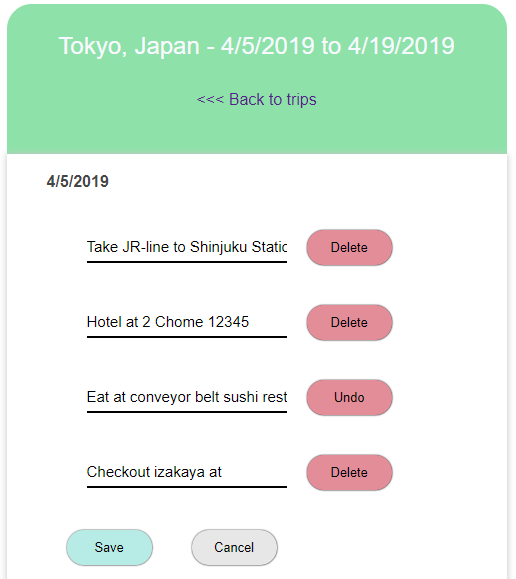 Tokyo, Japan - 4/5/2019 to 4/19/2019
<<< Back to trips
4/5/2019
Take JR-line to Shinjuku Static
Delete
Hotel at 2 Chome 12345
Delete
Eat at conveyor belt sushi rest
Undo
Checkout izakaya at
Delete
Save
Cancel